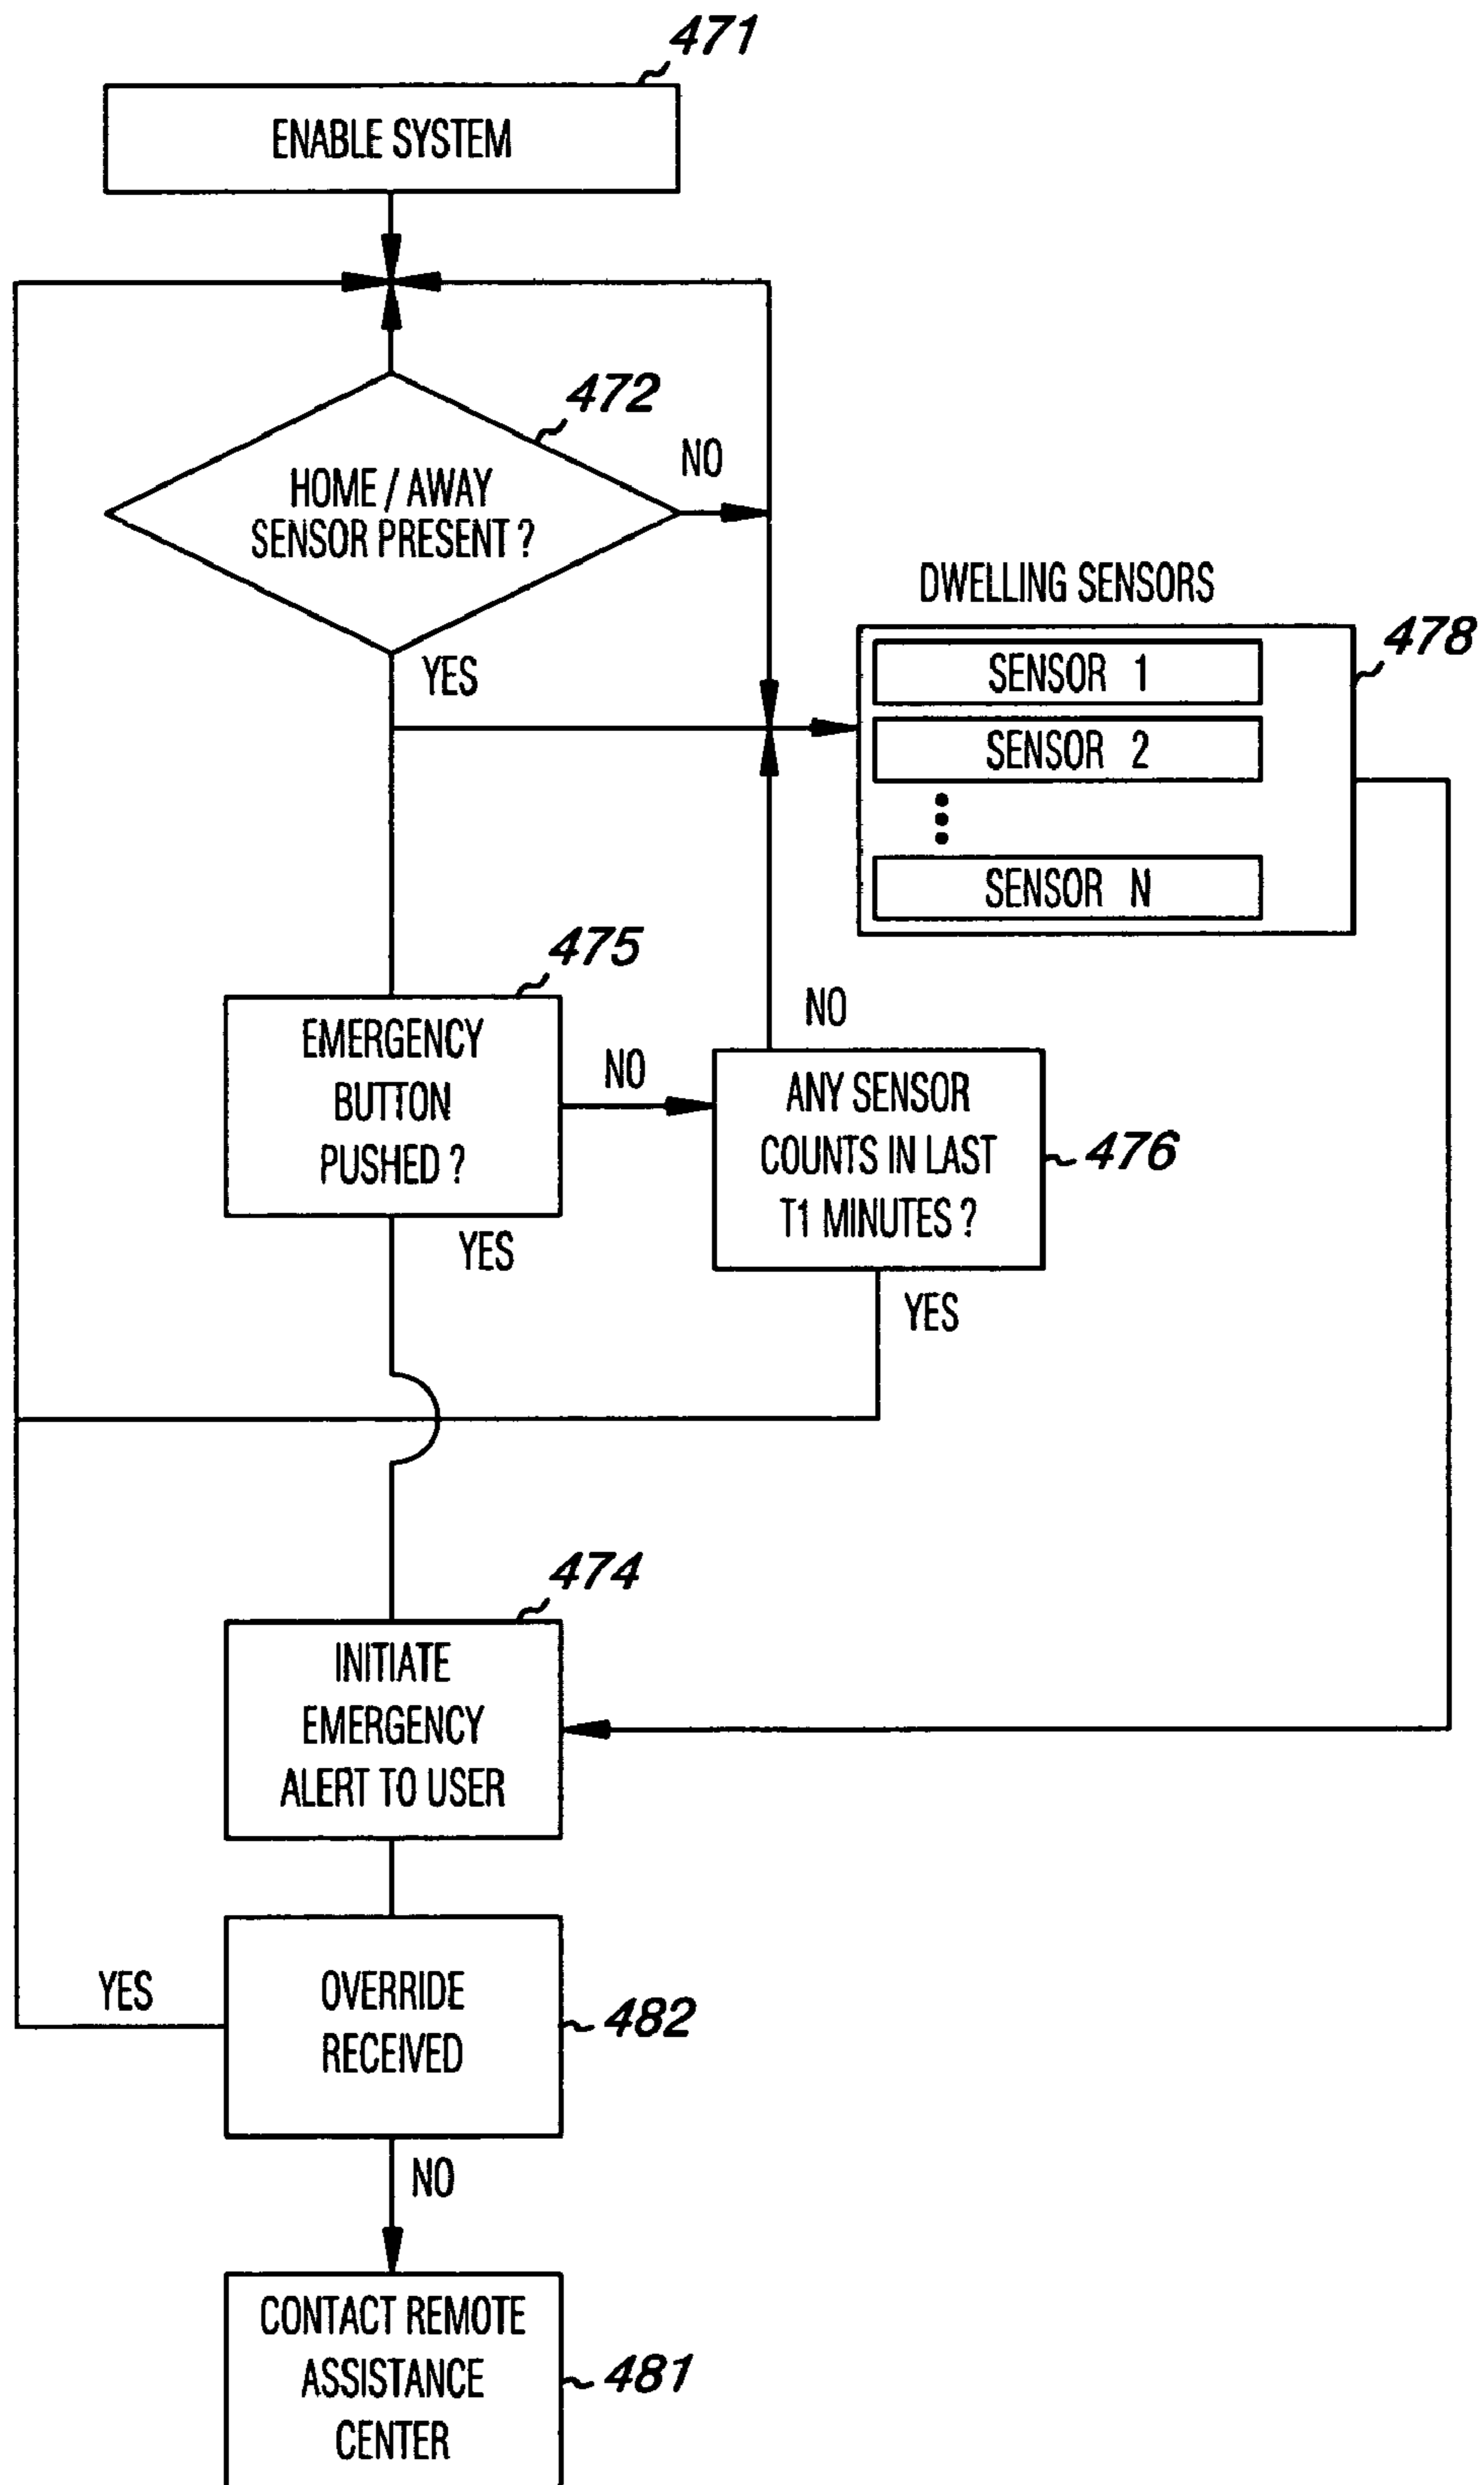 471
ENABLE SYSTEM
472
HOME / AWAY
SENSOR PRESENT ?
NO
YES
DWELLING SENSORS
478
SENSOR 1
SENSOR 2
SENSOR N
475
EMERGENCY
BUTTON
PUSHED ?
NO
YES
NO
ANY SENSOR
COUNTS IN LAST
T1 MINUTES ?
476
YES
474
INITIATE
EMERGENCY
ALERT TO USER
YES
OVERRIDE
RECEIVED
482
NO
CONTACT REMOTE
ASSISTANCE
CENTER
481